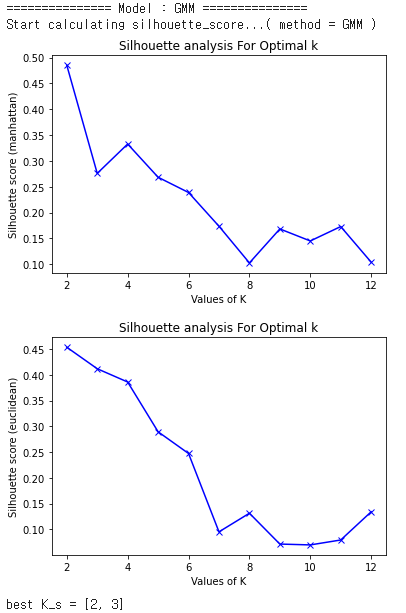 =============== Model : GMM ===============
Start calculating silhouette_score...( method = GMM )
Silhouette analysis For Optimal k
0.50
0.45
0.40
0.35
0.30
0.25
0.20
0.15
0.10
Silhouette score (manhattan)
2 4 6 8 10 12
Values of K
Silhouette analysis For Optimal k
0.45
0.40
0.35
0.30
0.25
0.20
0.15
0.10
Silhouette score (euclidean)
2 4 6 8 10 12
Values of K
best K_s = [2, 3]